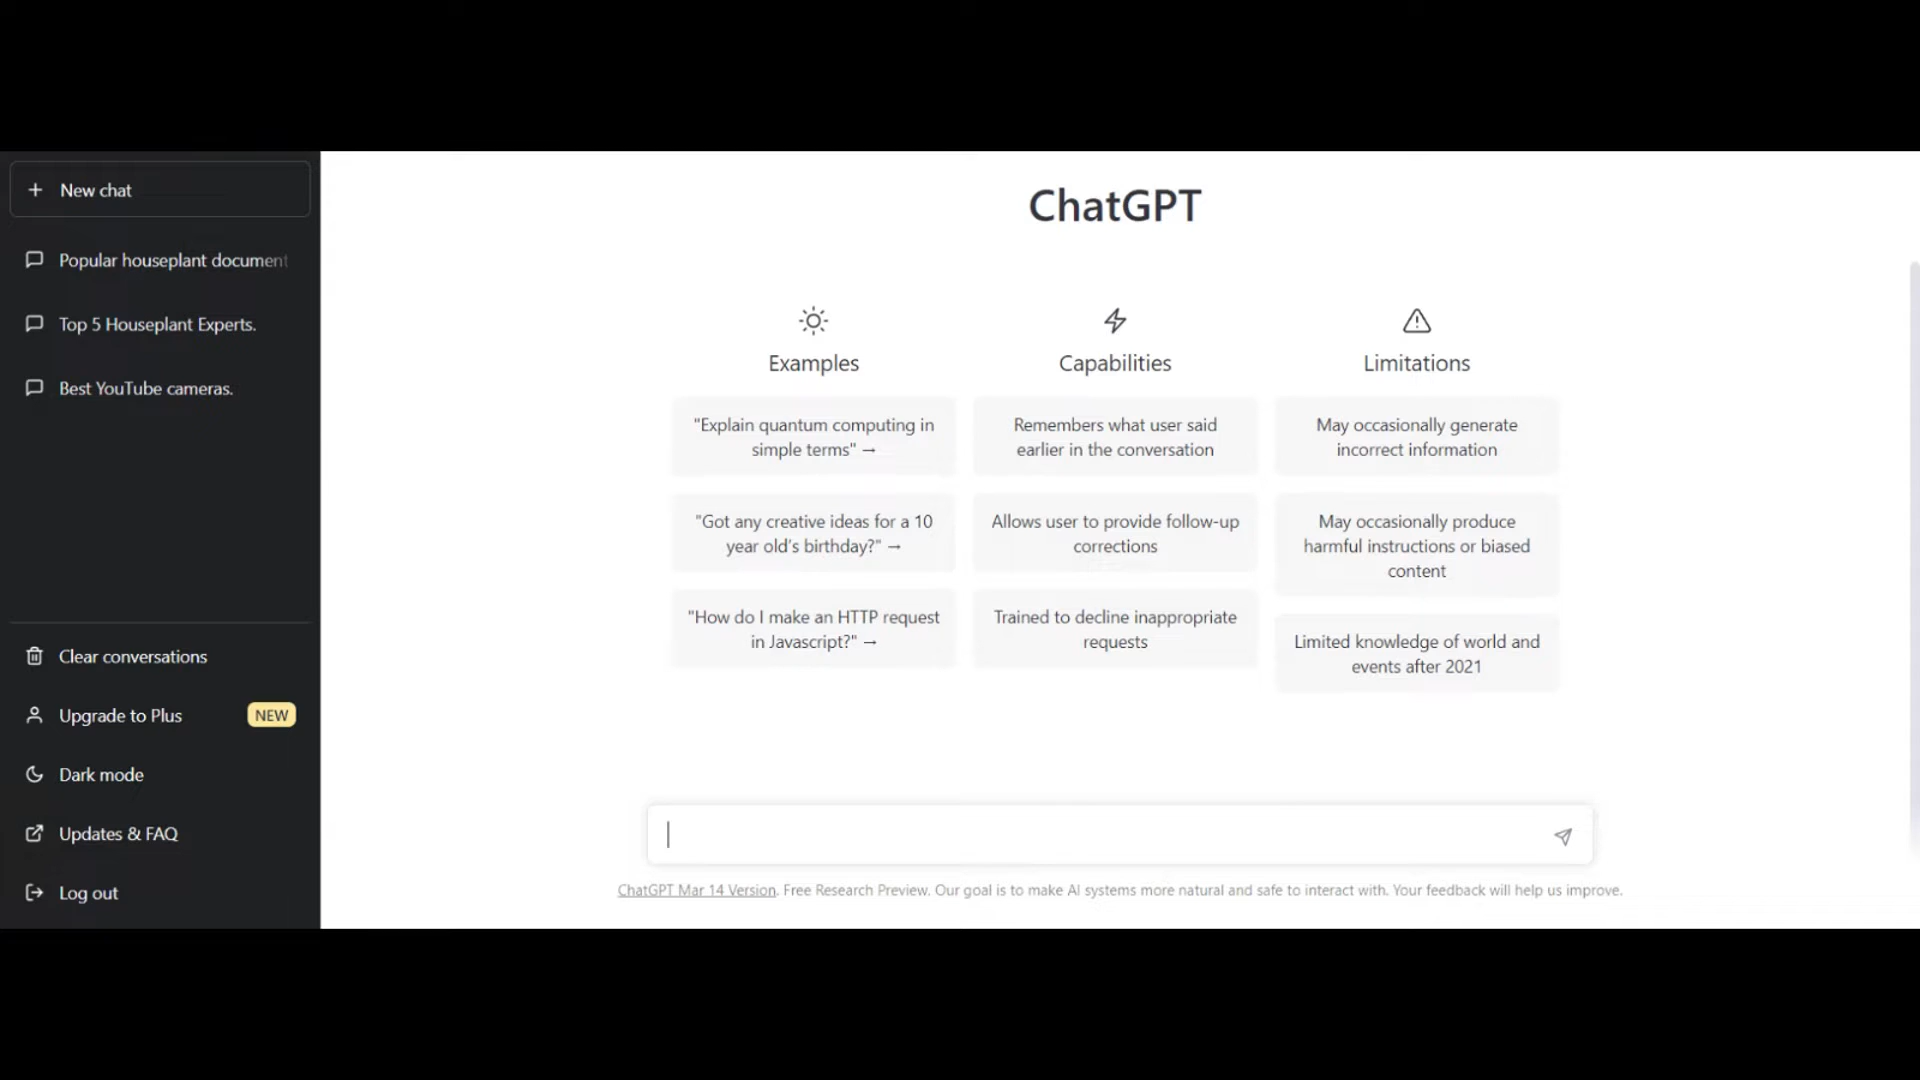 New chat
Popular houseplant document
Top 5 Houseplant Experts.
Best YouTube cameras.
Clear conversations
Upgrade to Plus NEW
Dark mode
Updates & FAQ
Log out
ChatGPT
Examples
"Explain quantum computing in
simple terms" →
"Got any creative ideas for a 10
year old's birthday?" →
"How do I make an HTTP request
in Javascript?" →
Capabilities
Remembers what user said
earlier in the conversation
Allows user to provide follow-up
corrections
Trained to decline inappropriate
requests
Limitations
May occasionally generate
incorrect information
May occasionally produce
harmful instructions or biased
content
Limited knowledge of world and
events after 2021
ChatGPT Mar 14 Version. Free Research Preview. Our goal is to make AI systems more natural and safe to interact with. Your feedback will help us improve.